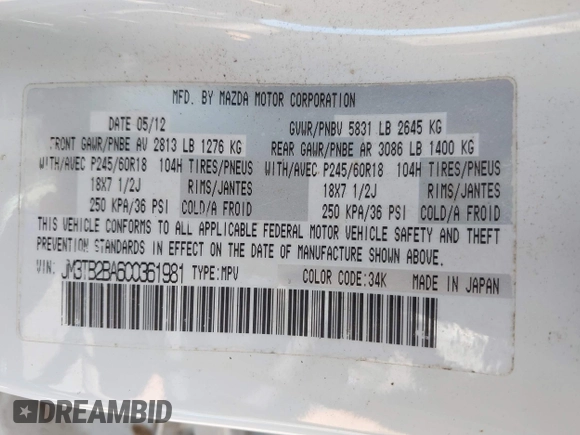 MFD. BY MAZDA MOTOR CORPORATION
DATE 05/12 GVWR/PNBV 5831 LB 2645 KG
FRONT GAWR/PNBE AV 2813 LB 1276 KG REAR GAWR/PNBE AR 3086 LB 1400 KG
WITH/AVEC P245/60R18 104H TIRES/PNEUS WITH/AVEC P245/60R18 104H TIRES/PNEUS
18X7 1/2J RIMS/JANTES 18X7 1/2J RIMS/JANTES
250 KPA/36 PSI COLD/A FROID 250 KPA/36 PSI COLD/A FROID
THIS VEHICLE CONFORMS TO ALL APPLICABLE FEDERAL MOTOR VEHICLE SAFETY AND THEFT
PREVENTION STANDARDS IN EFFECT ON THE DATE OF MANUFACTURE SHOWN ABOVE.
VIN: JM3TB2BA6C0361981 TYPE:MPV COLOR CODE:34K MADE IN JAPAN
DREAMBID